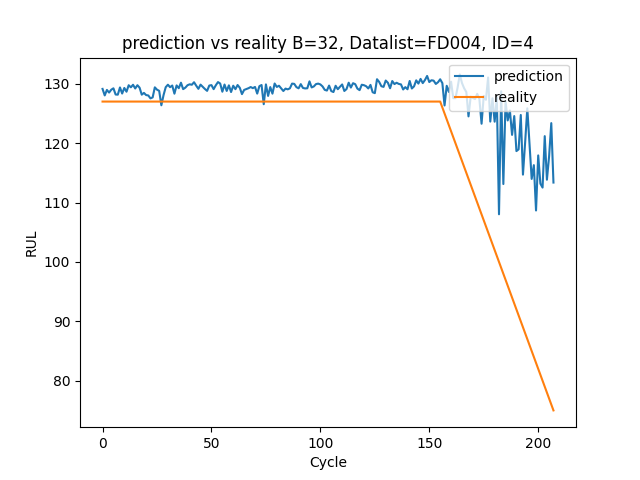 prediction vs reality B=32, Datalist=FD004, ID=4
prediction
reality
130
120
110
100
90
80
RUL
0
50
100
150
200
Cycle